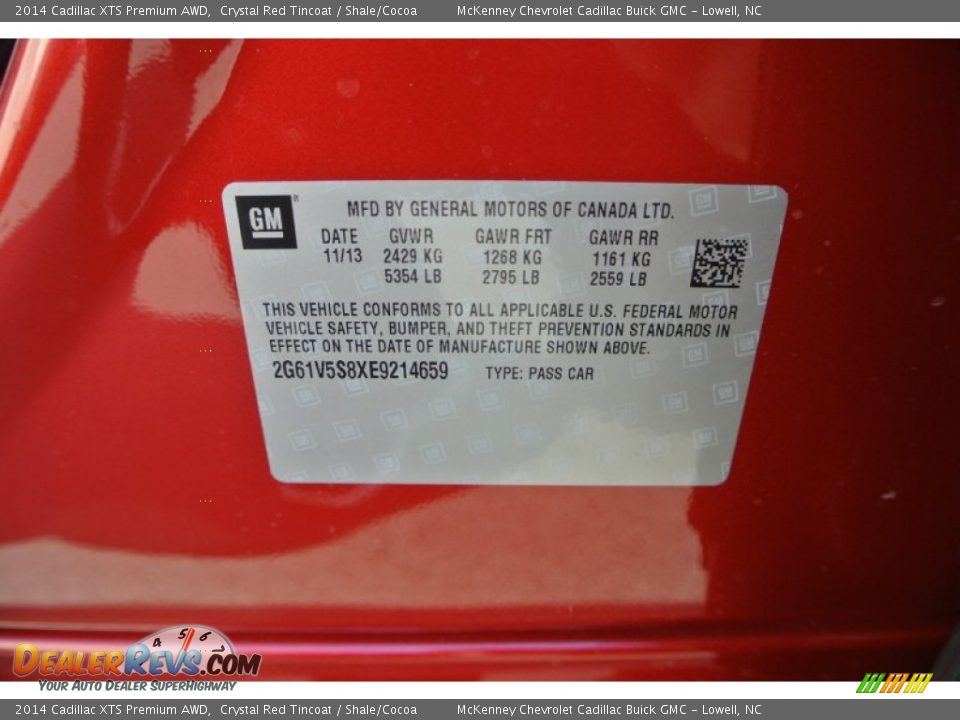 2014 Cadillac XTS Premium AWD, Crystal Red Tincoat / Shale/Cocoa McKenney Chevrolet Cadillac Buick GMC - Lowell, NC
GM
MFD BY GENERAL MOTORS OF CANADA LTD.
DATE GVWR GAWR FRT GAWR RR
11/13 2429 KG 1268 KG 1161 KG
5354 LB 2795 LB 2559 LB
THIS VEHICLE CONFORMS TO ALL APPLICABLE U.S. FEDERAL MOTOR
VEHICLE SAFETY, BUMPER, AND THEFT PREVENTION STANDARDS IN
EFFECT ON THE DATE OF MANUFACTURE SHOWN ABOVE.
2G61V5S8XE9214659 TYPE: PASS CAR
4 5 6
DEALERREVS.COM
YOUR AUTO DEALER SUPERHIGHWAY
2014 Cadillac XTS Premium AWD, Crystal Red Tincoat / Shale/Cocoa McKenney Chevrolet Cadillac Buick GMC - Lowell, NC